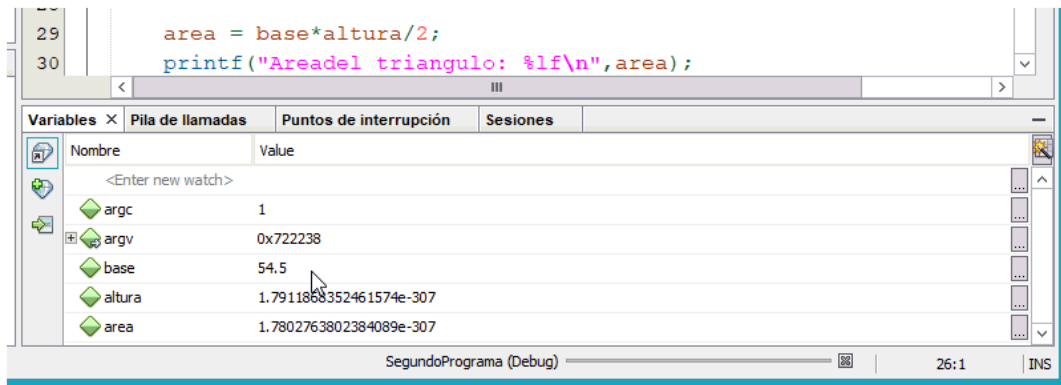 29 area = base*altura/2;
30 printf("Areadel triangulo: %lf\n",area);
Variables × Pila de llamadas Puntos de interrupción Sesiones
Nombre Value
<Enter new watch>
argc 1
argv 0x722238
base 54.5
altura 1.7911868352461574e-307
area 1.7802763802384089e-307
SegundoPrograma (Debug) 26:1 INS